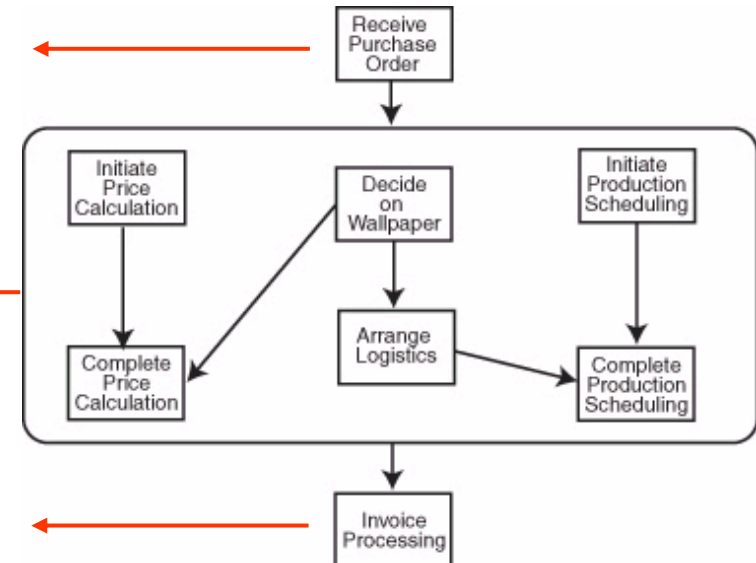 Receive
Purchase
Order
Initiate
Price
Calculation
Decide
on
Wallpaper
Initiate
Production
Scheduling
Complete
Price
Calculation
Arrange
Logistics
Complete
Production
Scheduling
Invoice
Processing